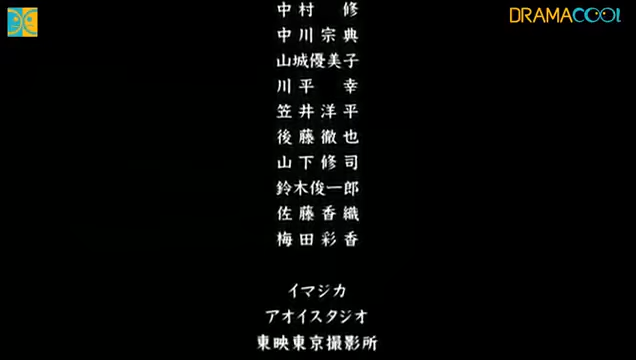 DRAMACOOL
中村 修
中川宗典
山城優美子
川平 幸
笠井洋平
後藤徹也
山下修司
鈴木俊一郎
佐藤香織
梅田彩香
イマジカ
アオイスタジオ
東映東京撮影所